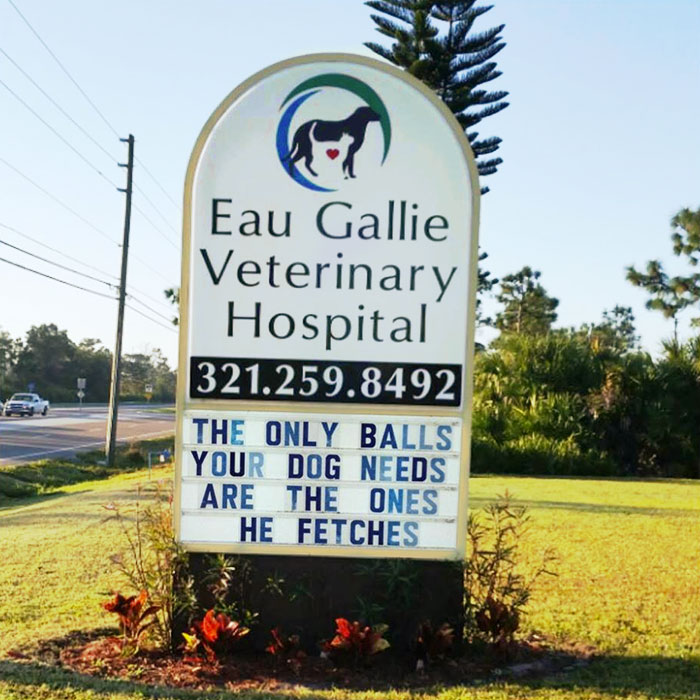 Eau Gallie
Veterinary
Hospital
321.259.8492
THE ONLY BALLS
YOUR DOG NEEDS
ARE THE ONES
HE FETCHES